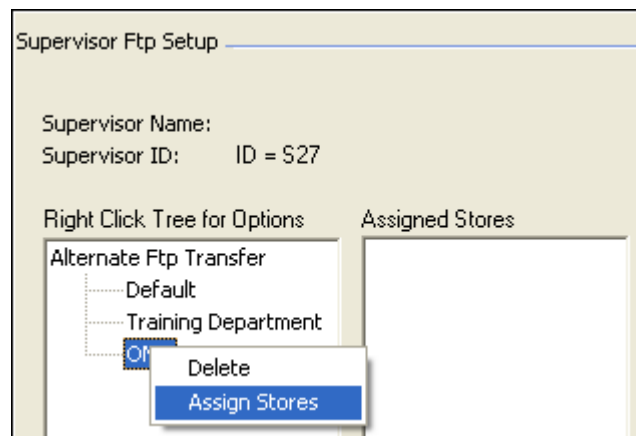 Supervisor Ftp Setup
Supervisor Name:
Supervisor ID: ID = S27
Right Click Tree for Options
Assigned Stores
Alternate Ftp Transfer
Default
Training Department
Delete
Assign Stores